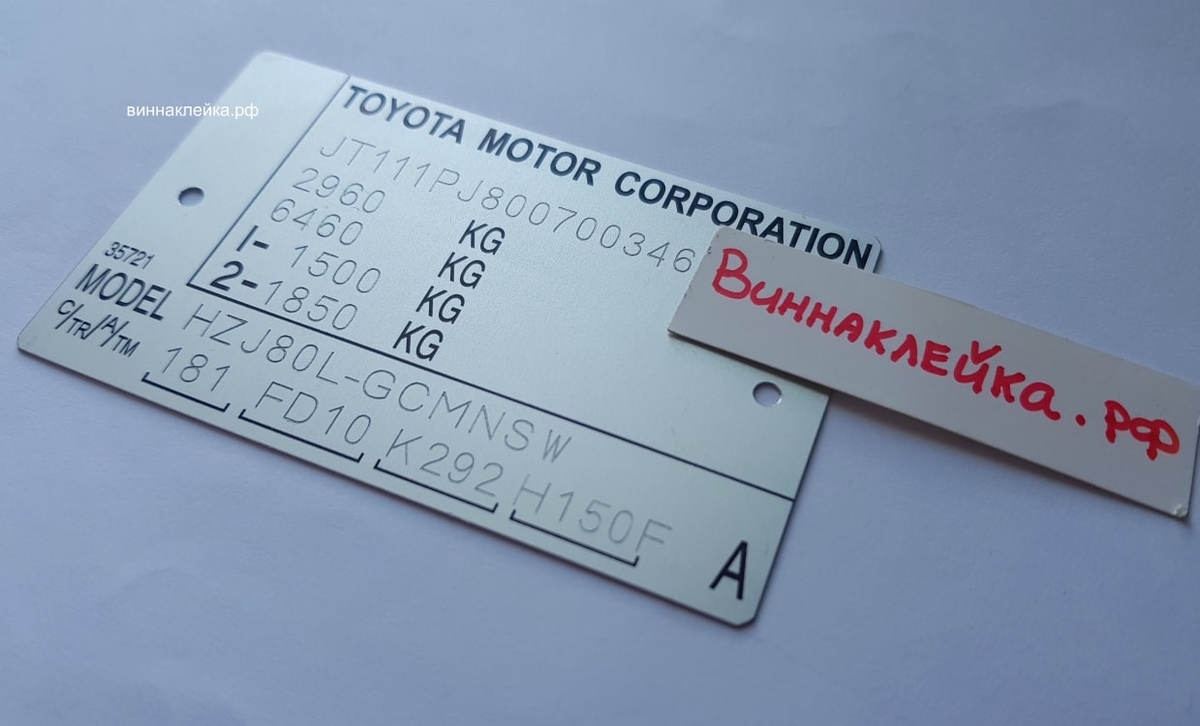 виннаклейка.рф
TOYOTA MOTOR CORPORATION
JT111PJ800700346
2960 KG
6460 KG
1- 1500 KG
2- 1850 KG
35721
MODEL HZJ80L-GCMNSW
C/TR/A/TM 181 FD10 K292 H150F
A
Виннаклейка.рф